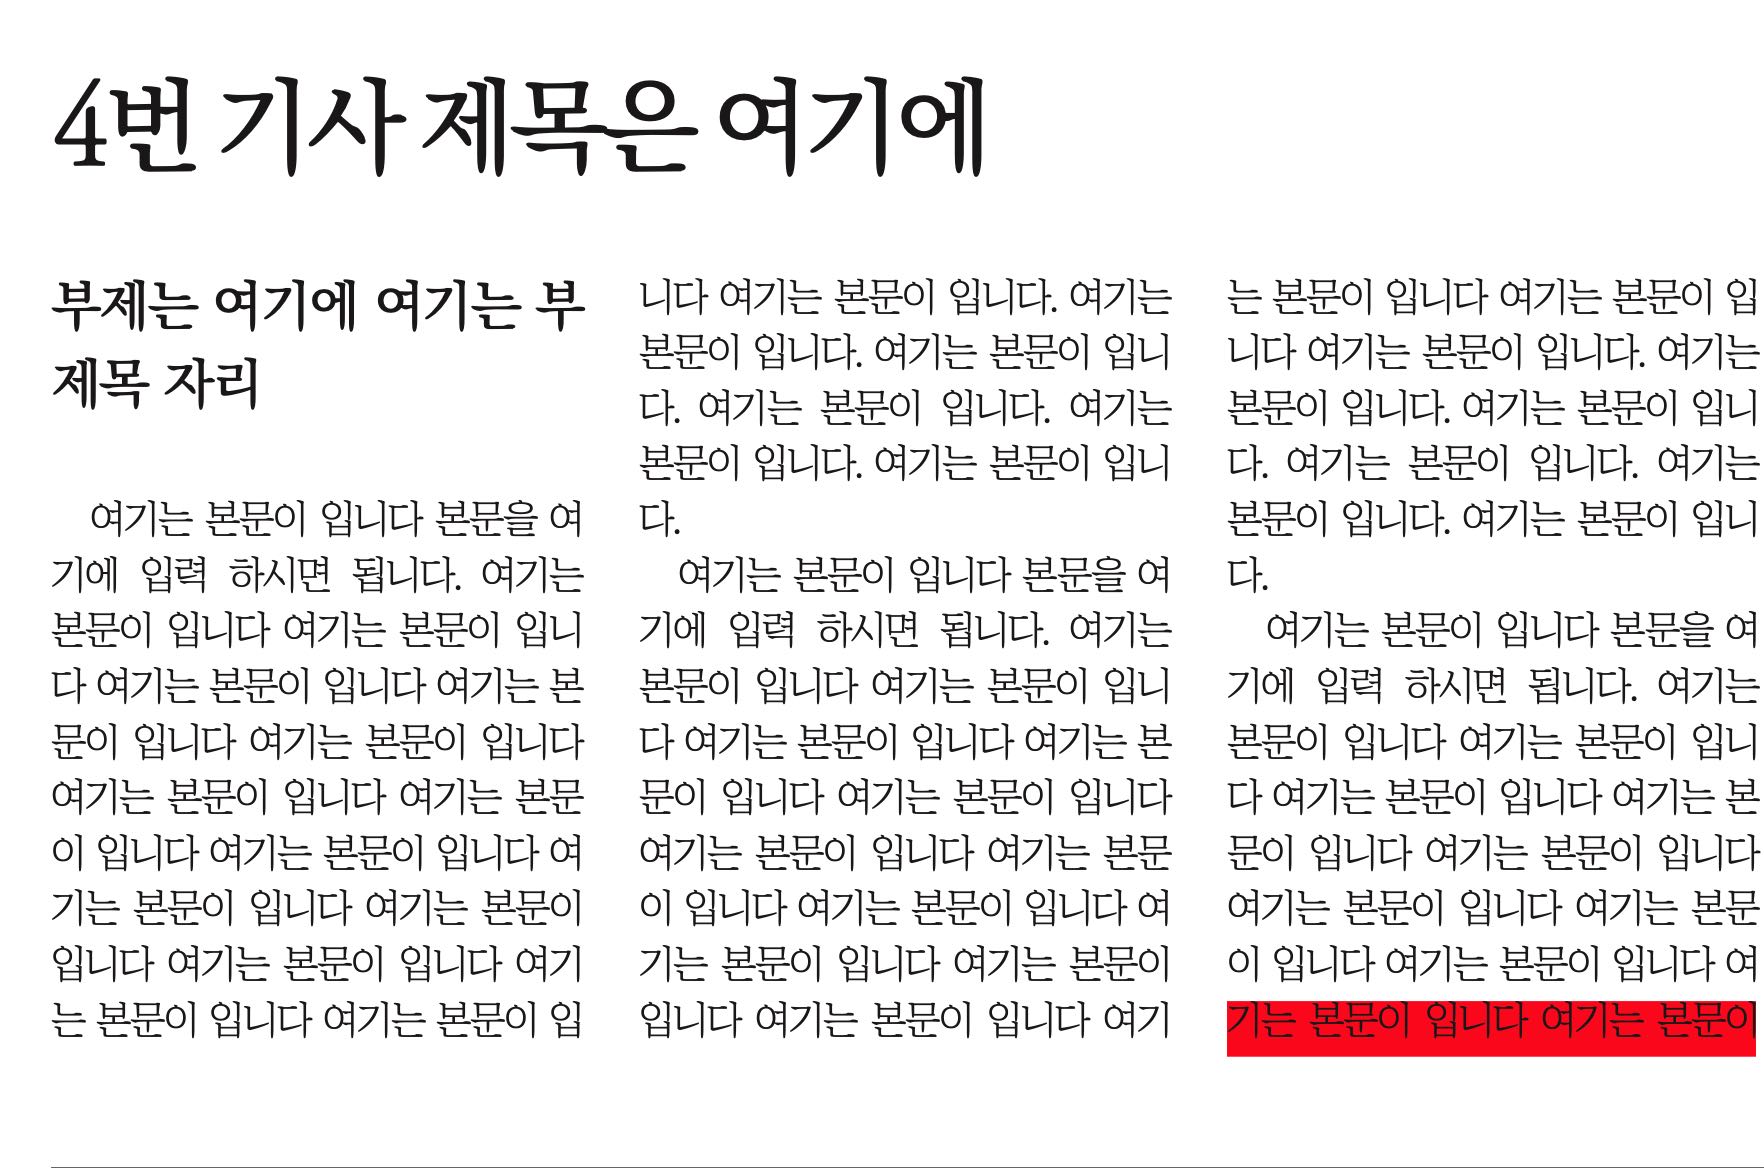 4번 기사 제목은 여기에
부제는 여기에 여기는 부
제목 자리
여기는 본문이 입니다 본문을 여
기에 입력 하시면 됩니다. 여기는
본문이 입니다 여기는 본문이 입니
다 여기는 본문이 입니다 여기는 본
문이 입니다 여기는 본문이 입니다
여기는 본문이 입니다 여기는 본문
이 입니다 여기는 본문이 입니다 여
기는 본문이 입니다 여기는 본문이
입니다 여기는 본문이 입니다 여기
는 본문이 입니다 여기는 본문이 입
니다 여기는 본문이 입니다. 여기는
본문이 입니다. 여기는 본문이 입니
다. 여기는 본문이 입니다. 여기는
본문이 입니다. 여기는 본문이 입니
다.
여기는 본문이 입니다 본문을 여
기에 입력 하시면 됩니다. 여기는
본문이 입니다 여기는 본문이 입니
다 여기는 본문이 입니다 여기는 본
문이 입니다 여기는 본문이 입니다
여기는 본문이 입니다 여기는 본문
이 입니다 여기는 본문이 입니다 여
기는 본문이 입니다 여기는 본문이
입니다 여기는 본문이 입니다 여기
는 본문이 입니다 여기는 본문이 입
니다 여기는 본문이 입니다. 여기는
본문이 입니다. 여기는 본문이 입니
다. 여기는 본문이 입니다. 여기는
본문이 입니다. 여기는 본문이 입니
다.
여기는 본문이 입니다 본문을 여
기에 입력 하시면 됩니다. 여기는
본문이 입니다 여기는 본문이 입니
다 여기는 본문이 입니다 여기는 본
문이 입니다 여기는 본문이 입니다
여기는 본문이 입니다 여기는 본문
이 입니다 여기는 본문이 입니다 여
기는 본문이 입니다 여기는 본문이